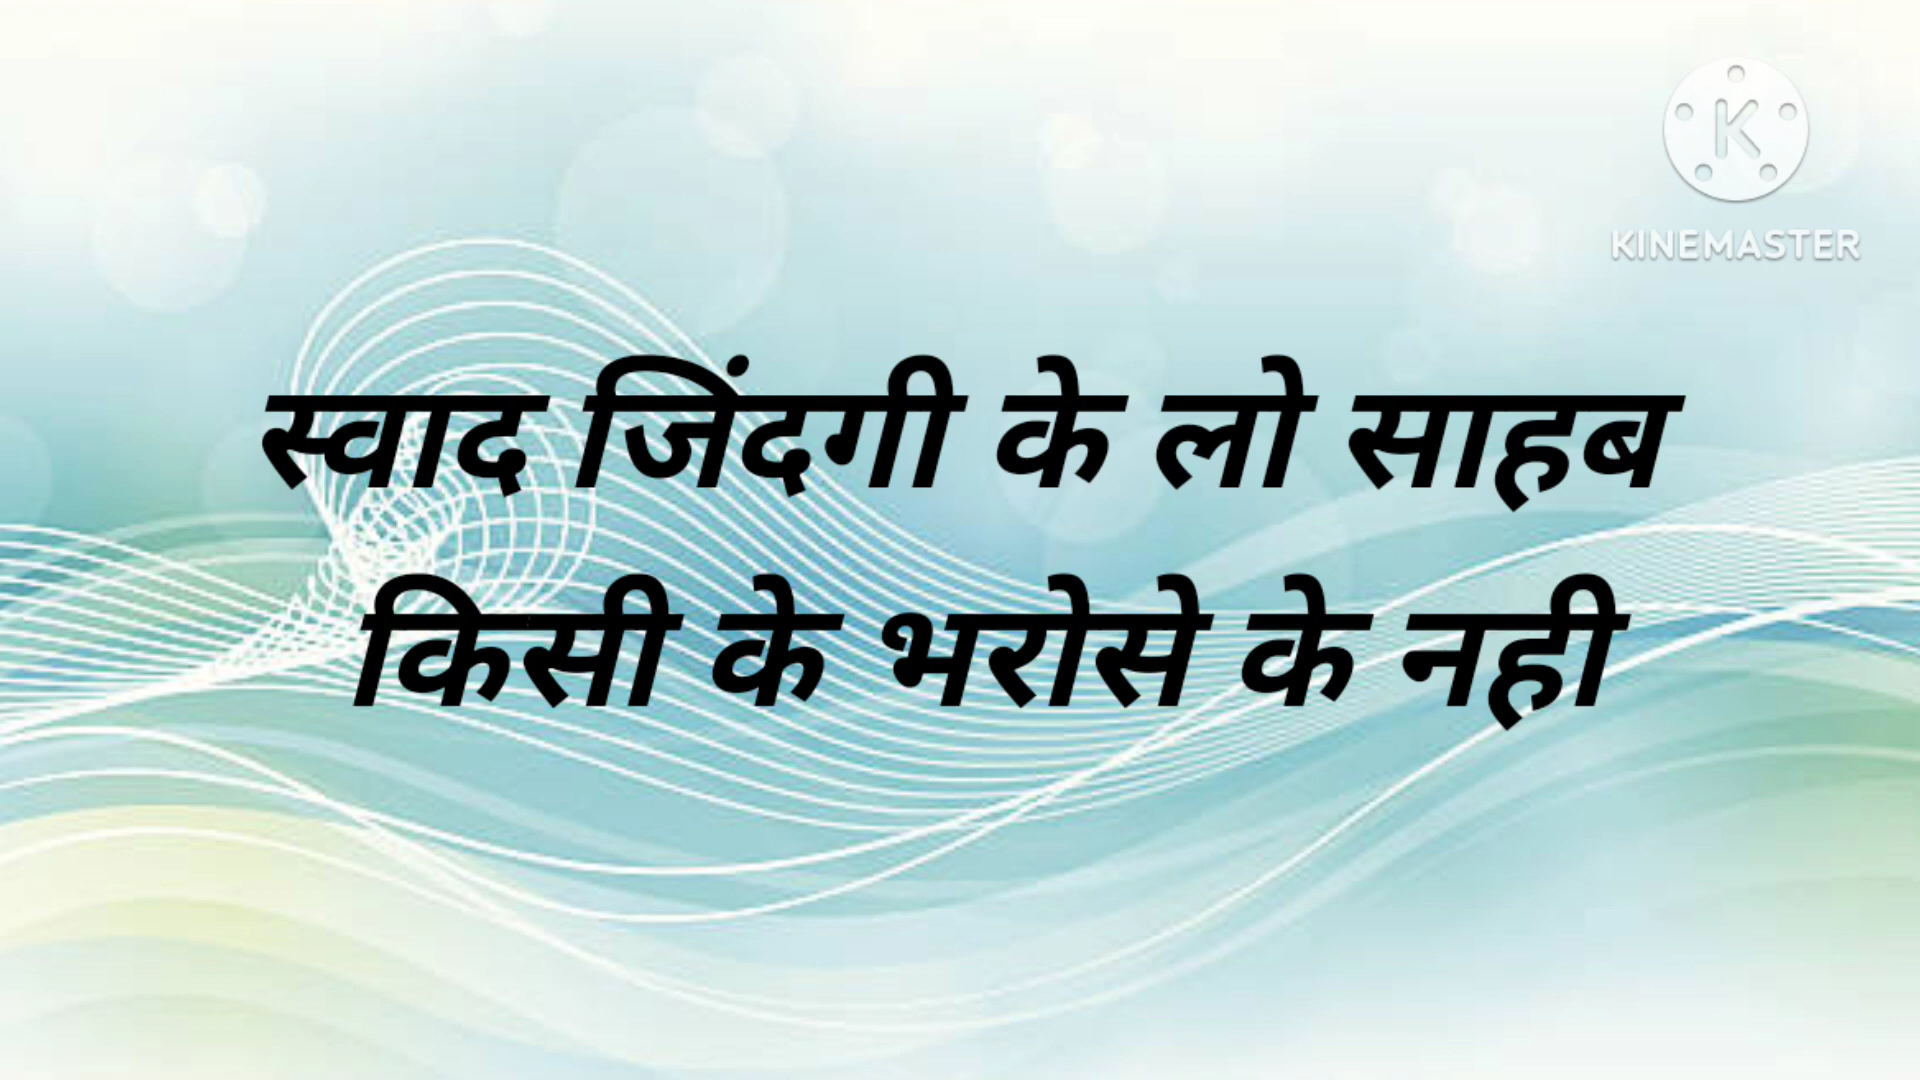 KINEMASTER
स्वाद जिंदगी के लो साहब
किसी के भरोसे के नही